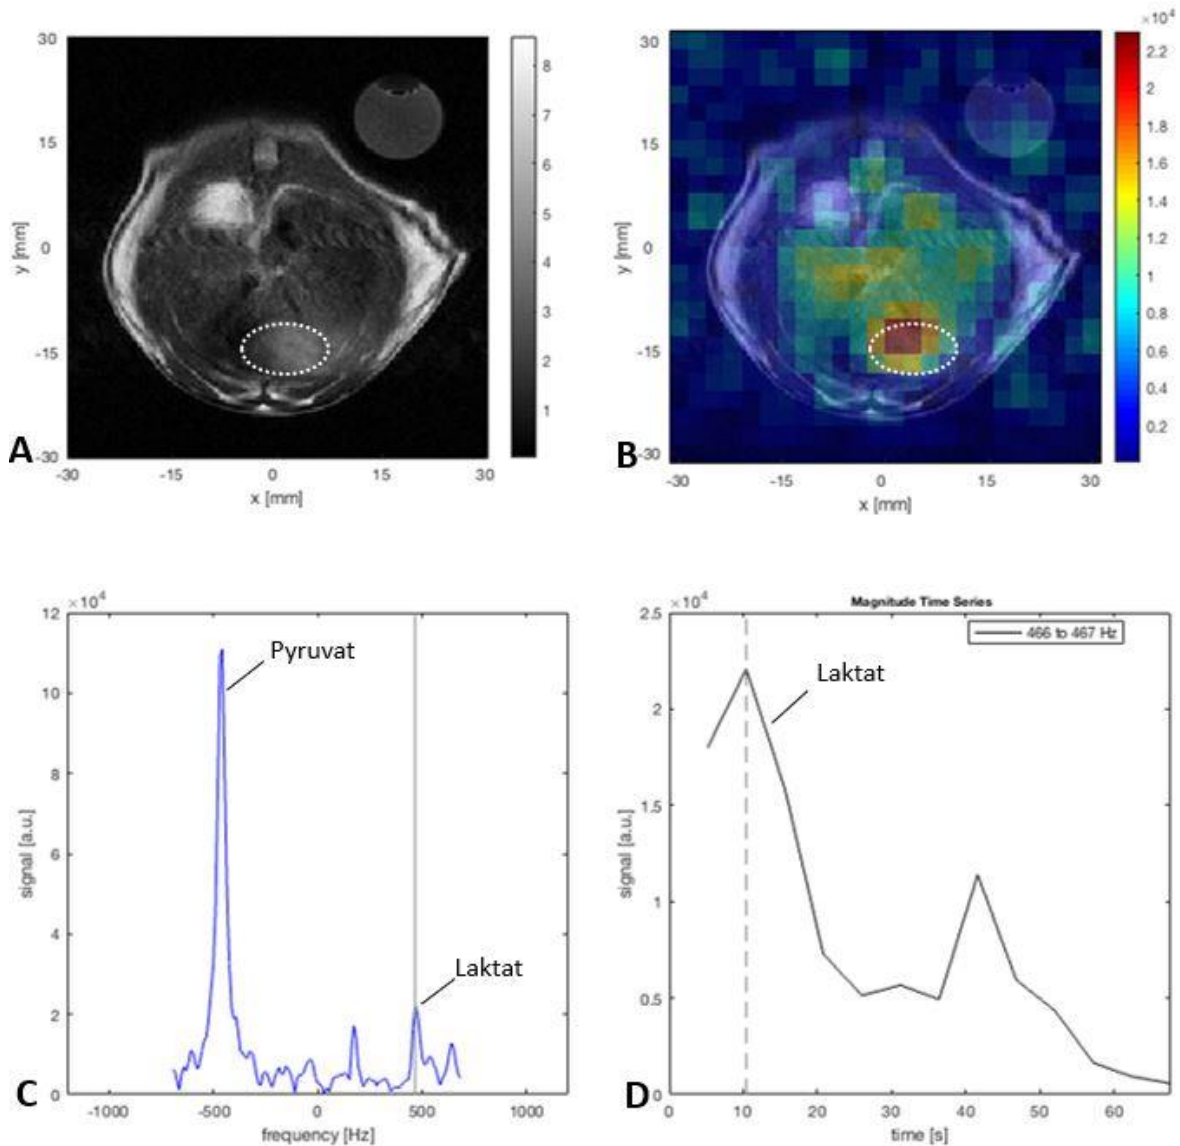 30
15
0
-15
-30
y [mm]
-30 -15 0 15 30
x [mm]
8
7
6
5
4
3
2
1
A
30
15
0
-15
-30
y [mm]
-30 -15 0 15 30
x [mm]
×10⁴
2.2
2
1.8
1.6
1.4
1.2
1
0.8
0.6
0.4
0.2
B
×10⁴
12
10
8
6
4
2
0
signal [a.u.]
Pyruvat
Laktat
-1000 -500 0 500 1000
frequency [Hz]
C
Magnitude Time Series
×10⁴
2.5
2
1.5
1
0.5
0
signal [a.u.]
466 to 467 Hz
Laktat
0 10 20 30 40 50 60
time [s]
D